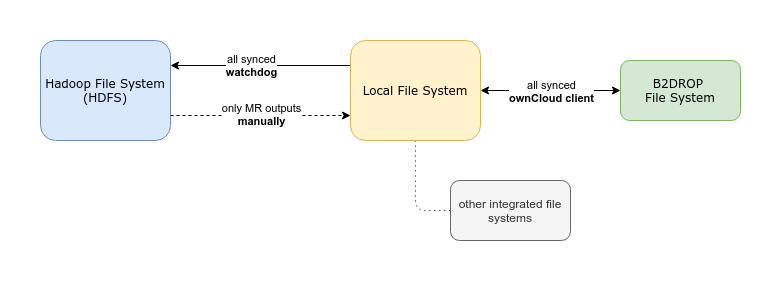 Hadoop File System
(HDFS)
all synced
watchdog
only MR outputs
manually
Local File System
all synced
ownCloud client
B2DROP
File System
other integrated file
systems